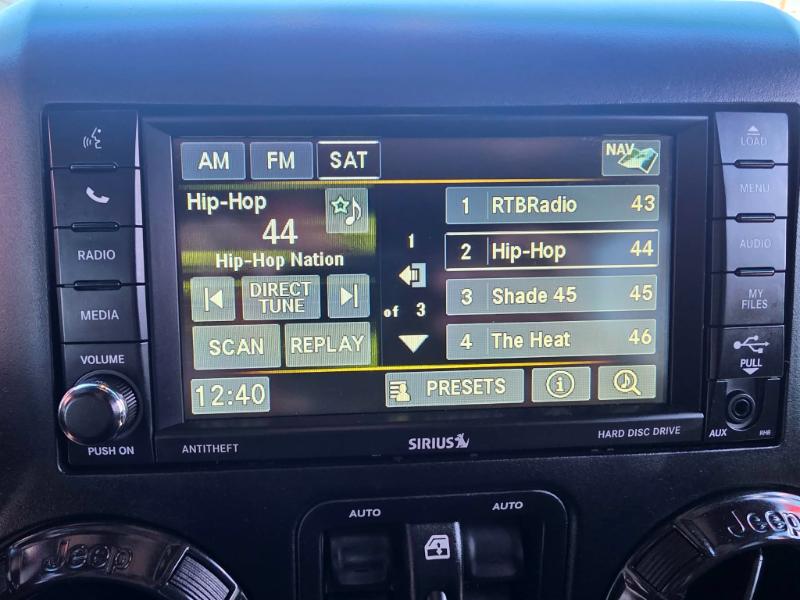 AM FM SAT NAV
Hip-Hop
44
Hip-Hop Nation
DIRECT
TUNE
SCAN REPLAY
12:40
1
of 3
1 RTBRadio 43
2 Hip-Hop 44
3 Shade 45 45
4 The Heat 46
PRESETS i
RADIO
MEDIA
VOLUME
PUSH ON
LOAD
MENU
AUDIO
MY
FILES
PULL
AUX RHB
ANTITHEFT
SIRIUS
HARD DISC DRIVE
AUTO AUTO
Jeep
Jeep